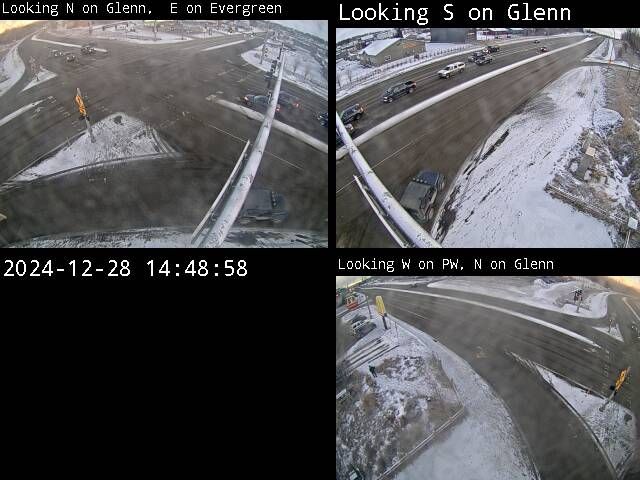 Looking N on Glenn,  E on Evergreen
Looking S on Glenn
2024-12-28 14:48:58
Looking W on PW, N on Glenn